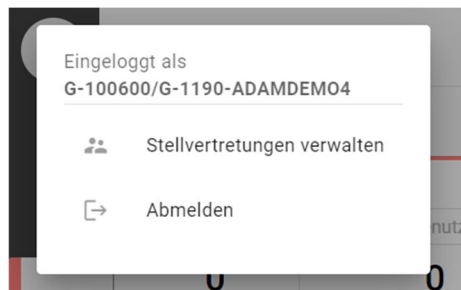 Eingeloggt als
G-100600/G-1190-ADAMDEMO4
Stellvertretungen verwalten
Abmelden